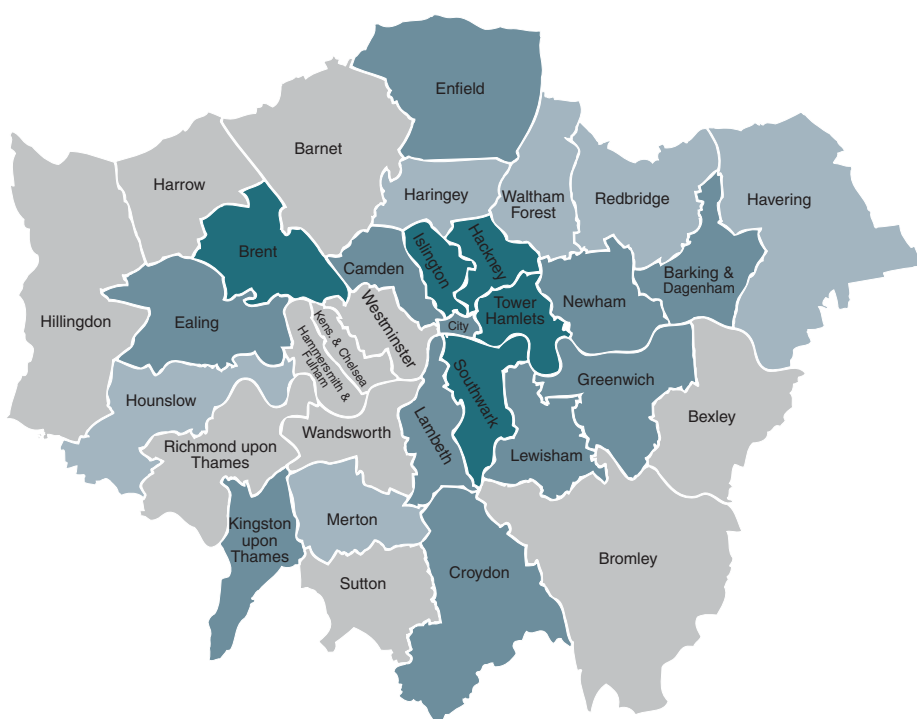 Enfield
Barnet
Harrow
Haringey
Waltham
Forest
Redbridge
Havering
Brent
Islington
Hackney
Camden
Barking &
Dagenham
Hillingdon
Ealing
Westminster
City
Tower
Hamlets
Newham
Kens. & Chelsea
Hammersmith &
Fulham
Southwark
Greenwich
Hounslow
Bexley
Richmond upon
Thames
Wandsworth
Lambeth
Lewisham
Kingston
upon
Thames
Merton
Sutton
Croydon
Bromley